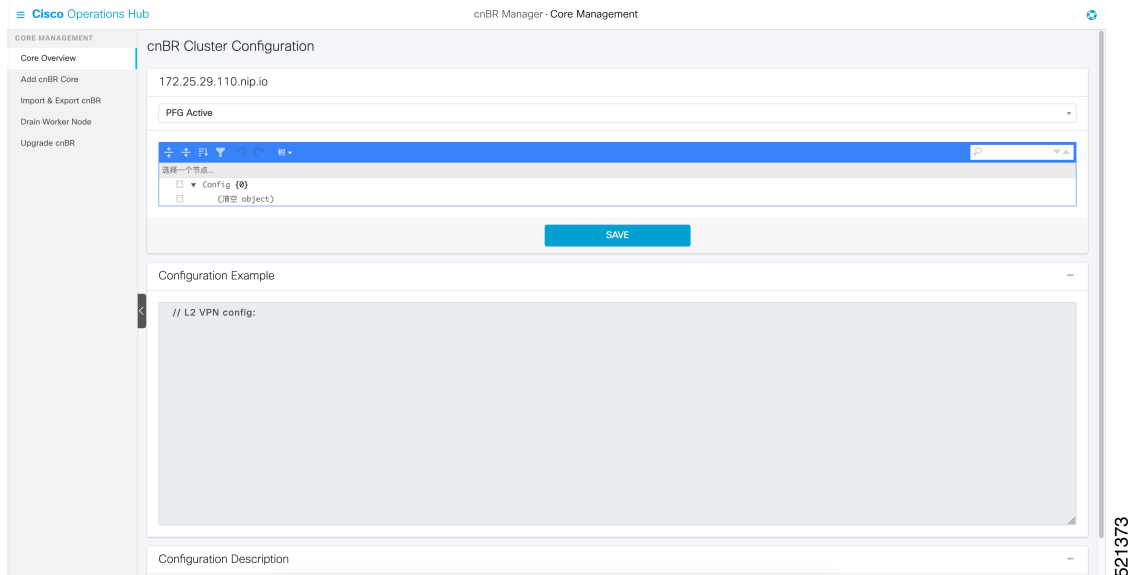 Cisco Operations Hub
cnBR Manager · Core Management
CORE MANAGEMENT
Core Overview
Add cnBR Core
Import & Export cnBR
Drain Worker Node
Upgrade cnBR
cnBR Cluster Configuration
172.25.29.110.nip.io
PFG Active
树
选择一个节点...
Config {0}
(清空 object)
SAVE
Configuration Example
// L2 VPN config:
Configuration Description
521373